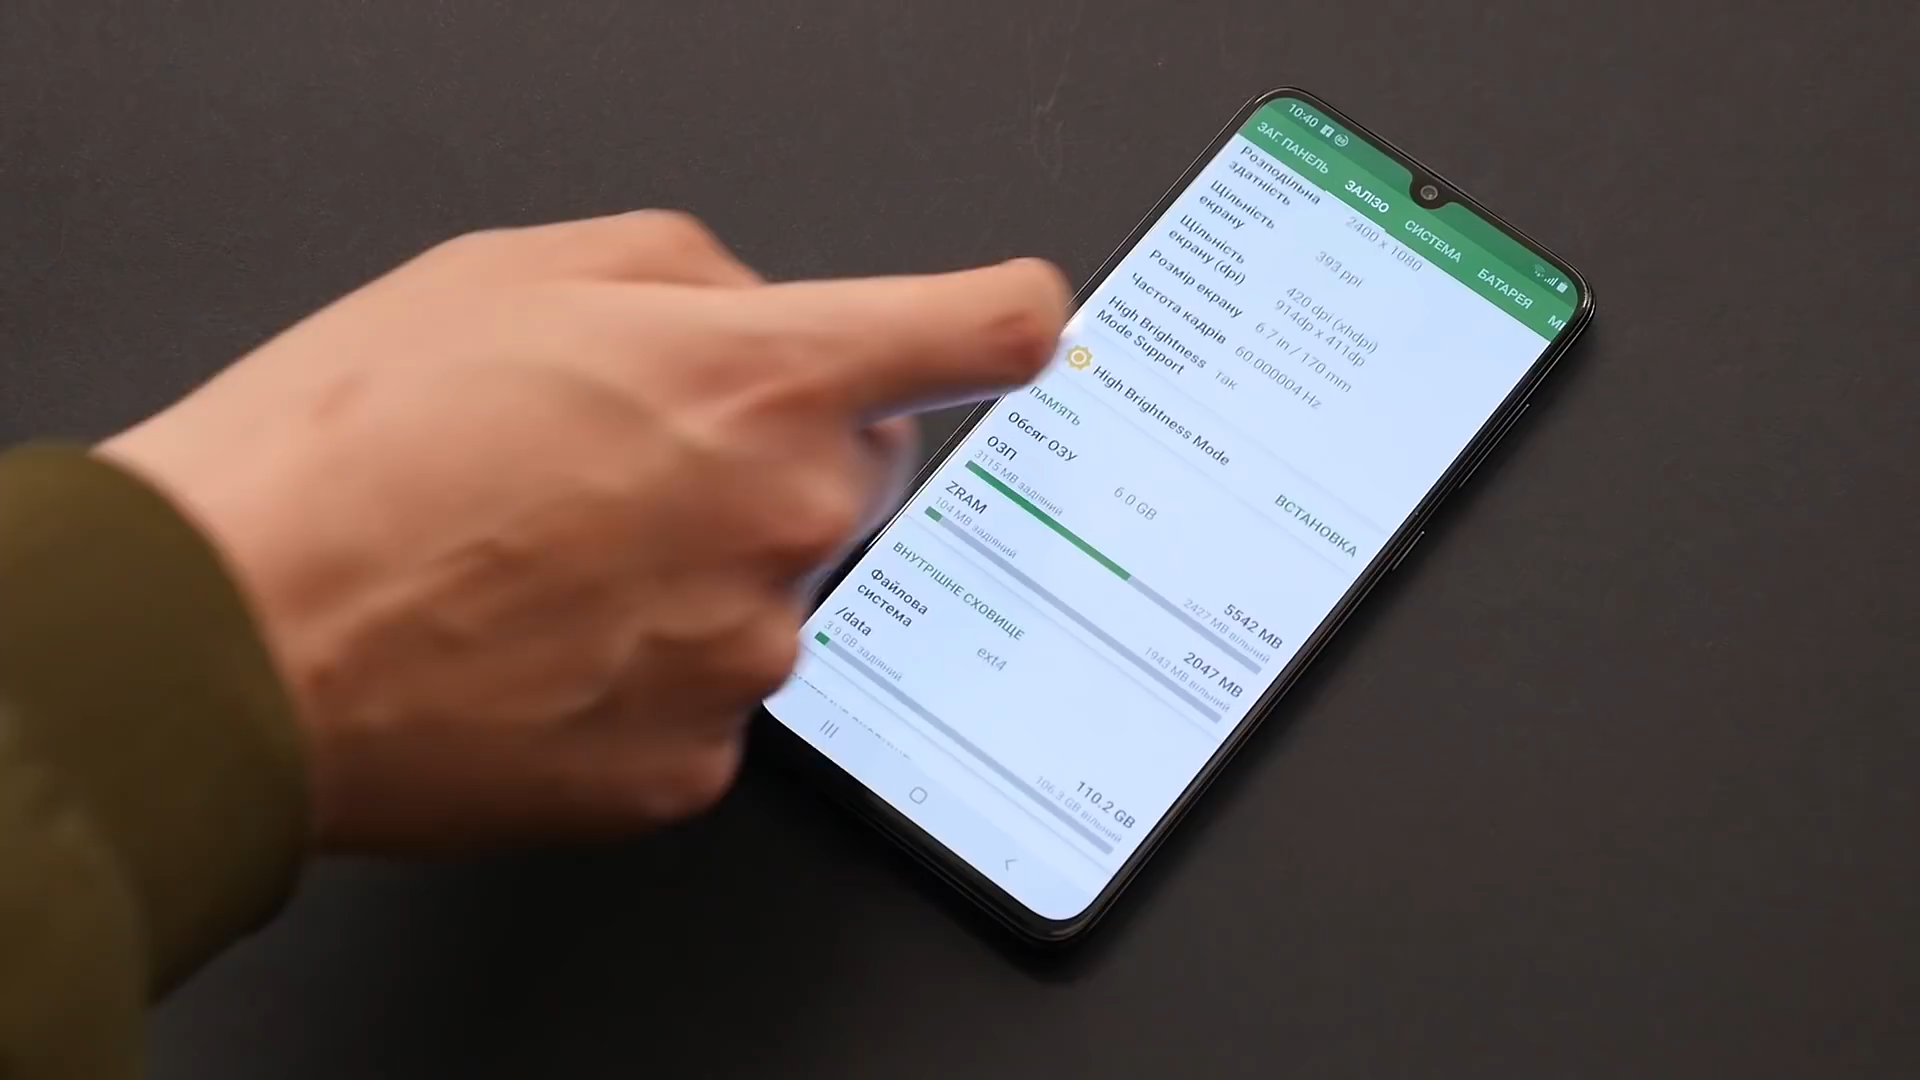 10:40
ЗАГ. ПАНЕЛЬ ЗАЛІЗО СИСТЕМА БАТАРЕЯ
Розподільна
здатність
2400 x 1080
Щільність
екрану
393 ppi
Щільність
екрану (dpi)
420 dpi (xhdpi)
914dp x 411dp
Розмір екрану
6.7 in / 170 mm
Частота кадрів
60.000004 Hz
High Brightness
Mode Support
так
High Brightness Mode
ВСТАНОВКА
ПАМ'ЯТЬ
Обсяг ОЗУ
6.0 GB
ОЗП
5542 MB
3115 MB задіяний
2427 MB вільний
ZRAM
2047 MB
104 MB задіяний
1943 MB вільний
ВНУТРІШНЄ СХОВИЩЕ
Файлова
система
ext4
/data
110.2 GB
3.9 GB задіяний
106.3 GB вільний